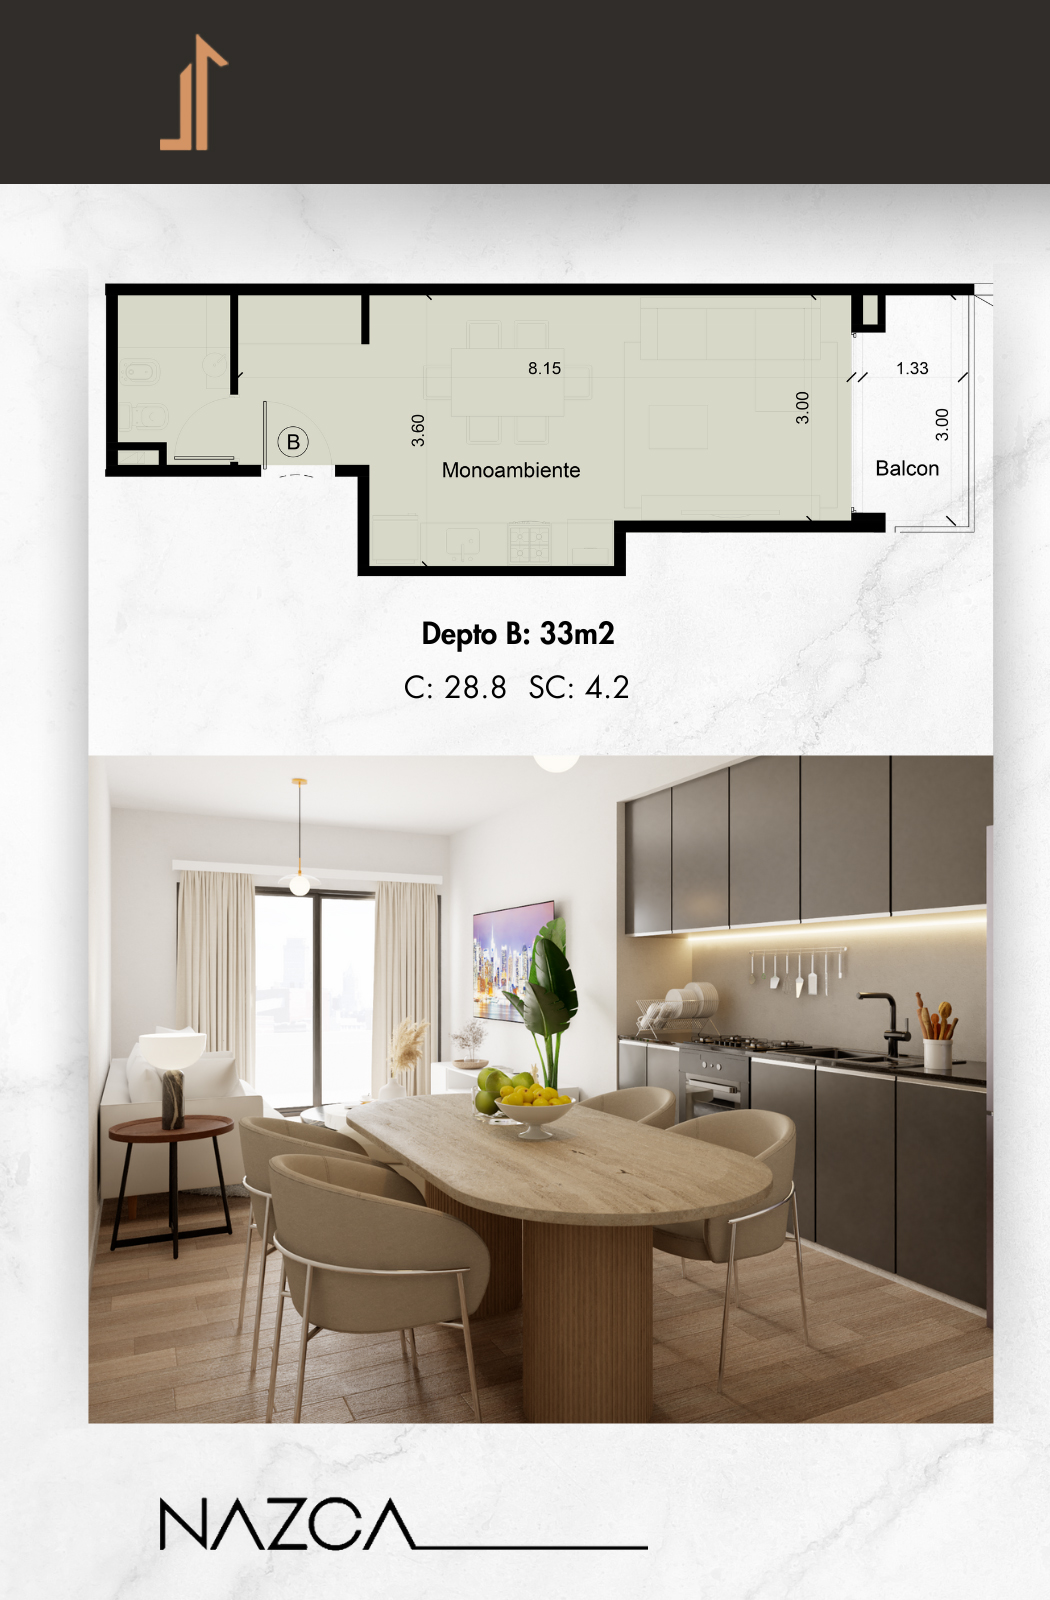 8.15
1.33
3.60
3.00
3.00
B
Monoambiente
Balcon
Depto B: 33m2
C: 28.8 SC: 4.2
NAZCA